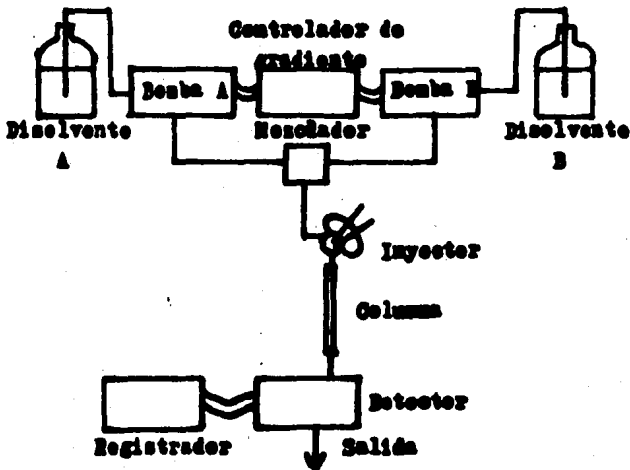 Controlador de
gradiente
Bomba A
Bomba B
Disolvente
A
Mezclador
Disolvente
B
Inyector
Columna
Detector
Registrador
Salida